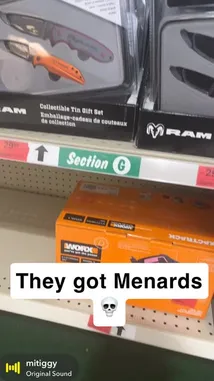 RAM
Collectible Tin Gift Set
Emballage-cadeau de couteaux
de collection
RAM
Section G
WORX
They got Menards
💀
mitiggy
Original Sound